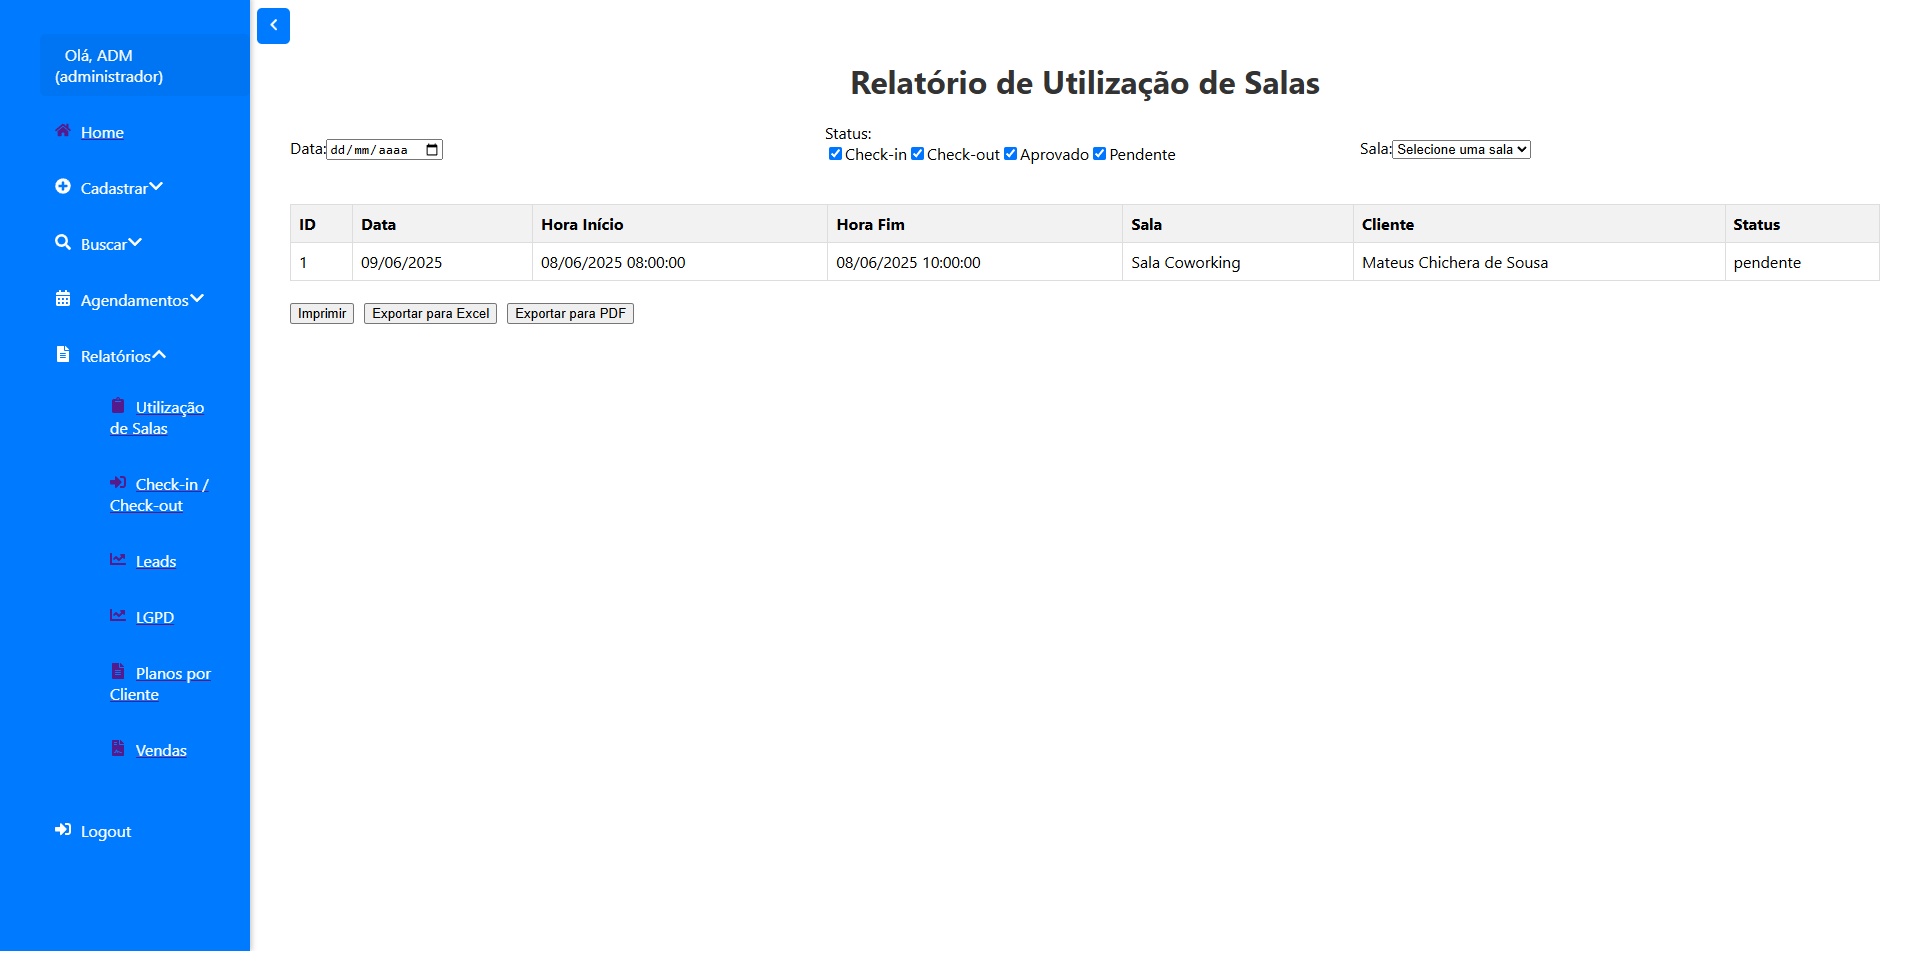 Olá, ADM
(administrador)
Home
Cadastrar
Buscar
Agendamentos
Relatórios
Utilização
de Salas
Check-in /
Check-out
Leads
LGPD
Planos por
Cliente
Vendas
Logout
Relatório de Utilização de Salas
Data: dd/mm/aaaa
Status:
Check-in Check-out Aprovado Pendente
Sala: Selecione uma sala
ID Data Hora Início Hora Fim Sala Cliente Status
1 09/06/2025 08/06/2025 08:00:00 08/06/2025 10:00:00 Sala Coworking Mateus Chichera de Sousa pendente
Imprimir Exportar para Excel Exportar para PDF